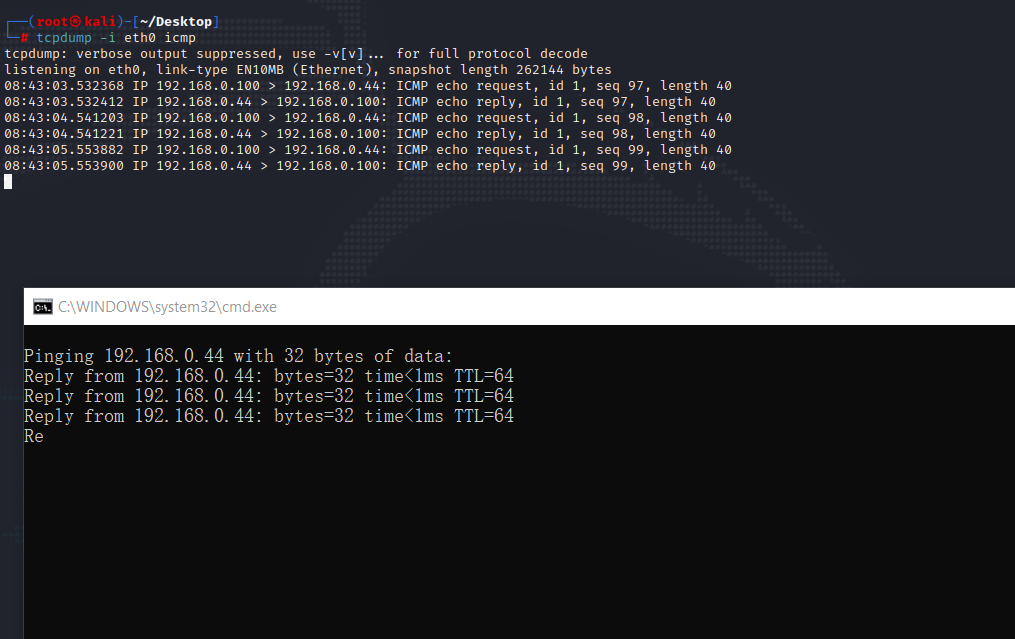 ┌──(root㉿kali)-[~/Desktop]
└─# tcpdump -i eth0 icmp
tcpdump: verbose output suppressed, use -v[v]... for full protocol decode
listening on eth0, link-type EN10MB (Ethernet), snapshot length 262144 bytes
08:43:03.532368 IP 192.168.0.100 > 192.168.0.44: ICMP echo request, id 1, seq 97, length 40
08:43:03.532412 IP 192.168.0.44 > 192.168.0.100: ICMP echo reply, id 1, seq 97, length 40
08:43:04.541203 IP 192.168.0.100 > 192.168.0.44: ICMP echo request, id 1, seq 98, length 40
08:43:04.541221 IP 192.168.0.44 > 192.168.0.100: ICMP echo reply, id 1, seq 98, length 40
08:43:05.553882 IP 192.168.0.100 > 192.168.0.44: ICMP echo request, id 1, seq 99, length 40
08:43:05.553900 IP 192.168.0.44 > 192.168.0.100: ICMP echo reply, id 1, seq 99, length 40
C:\WINDOWS\system32\cmd.exe
Pinging 192.168.0.44 with 32 bytes of data:
Reply from 192.168.0.44: bytes=32 time<1ms TTL=64
Reply from 192.168.0.44: bytes=32 time<1ms TTL=64
Reply from 192.168.0.44: bytes=32 time<1ms TTL=64
Re